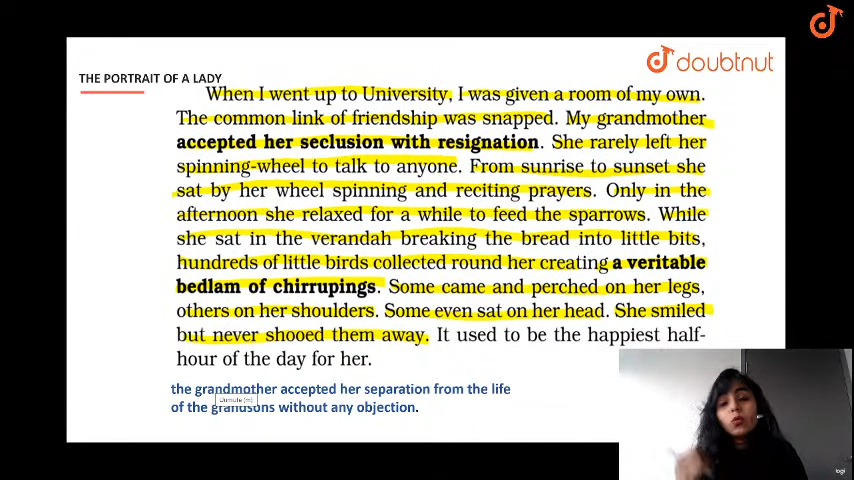 doubtnut
THE PORTRAIT OF A LADY
When I went up to University, I was given a room of my own.
The common link of friendship was snapped. My grandmother
accepted her seclusion with resignation. She rarely left her
spinning-wheel to talk to anyone. From sunrise to sunset she
sat by her wheel spinning and reciting prayers. Only in the
afternoon she relaxed for a while to feed the sparrows. While
she sat in the verandah breaking the bread into little bits,
hundreds of little birds collected round her creating a veritable
bedlam of chirrupings. Some came and perched on her legs,
others on her shoulders. Some even sat on her head. She smiled
but never shooed them away. It used to be the happiest half-
hour of the day for her.
the grandmother accepted her separation from the life
Unmute (m)
of the grandsons without any objection.
logi